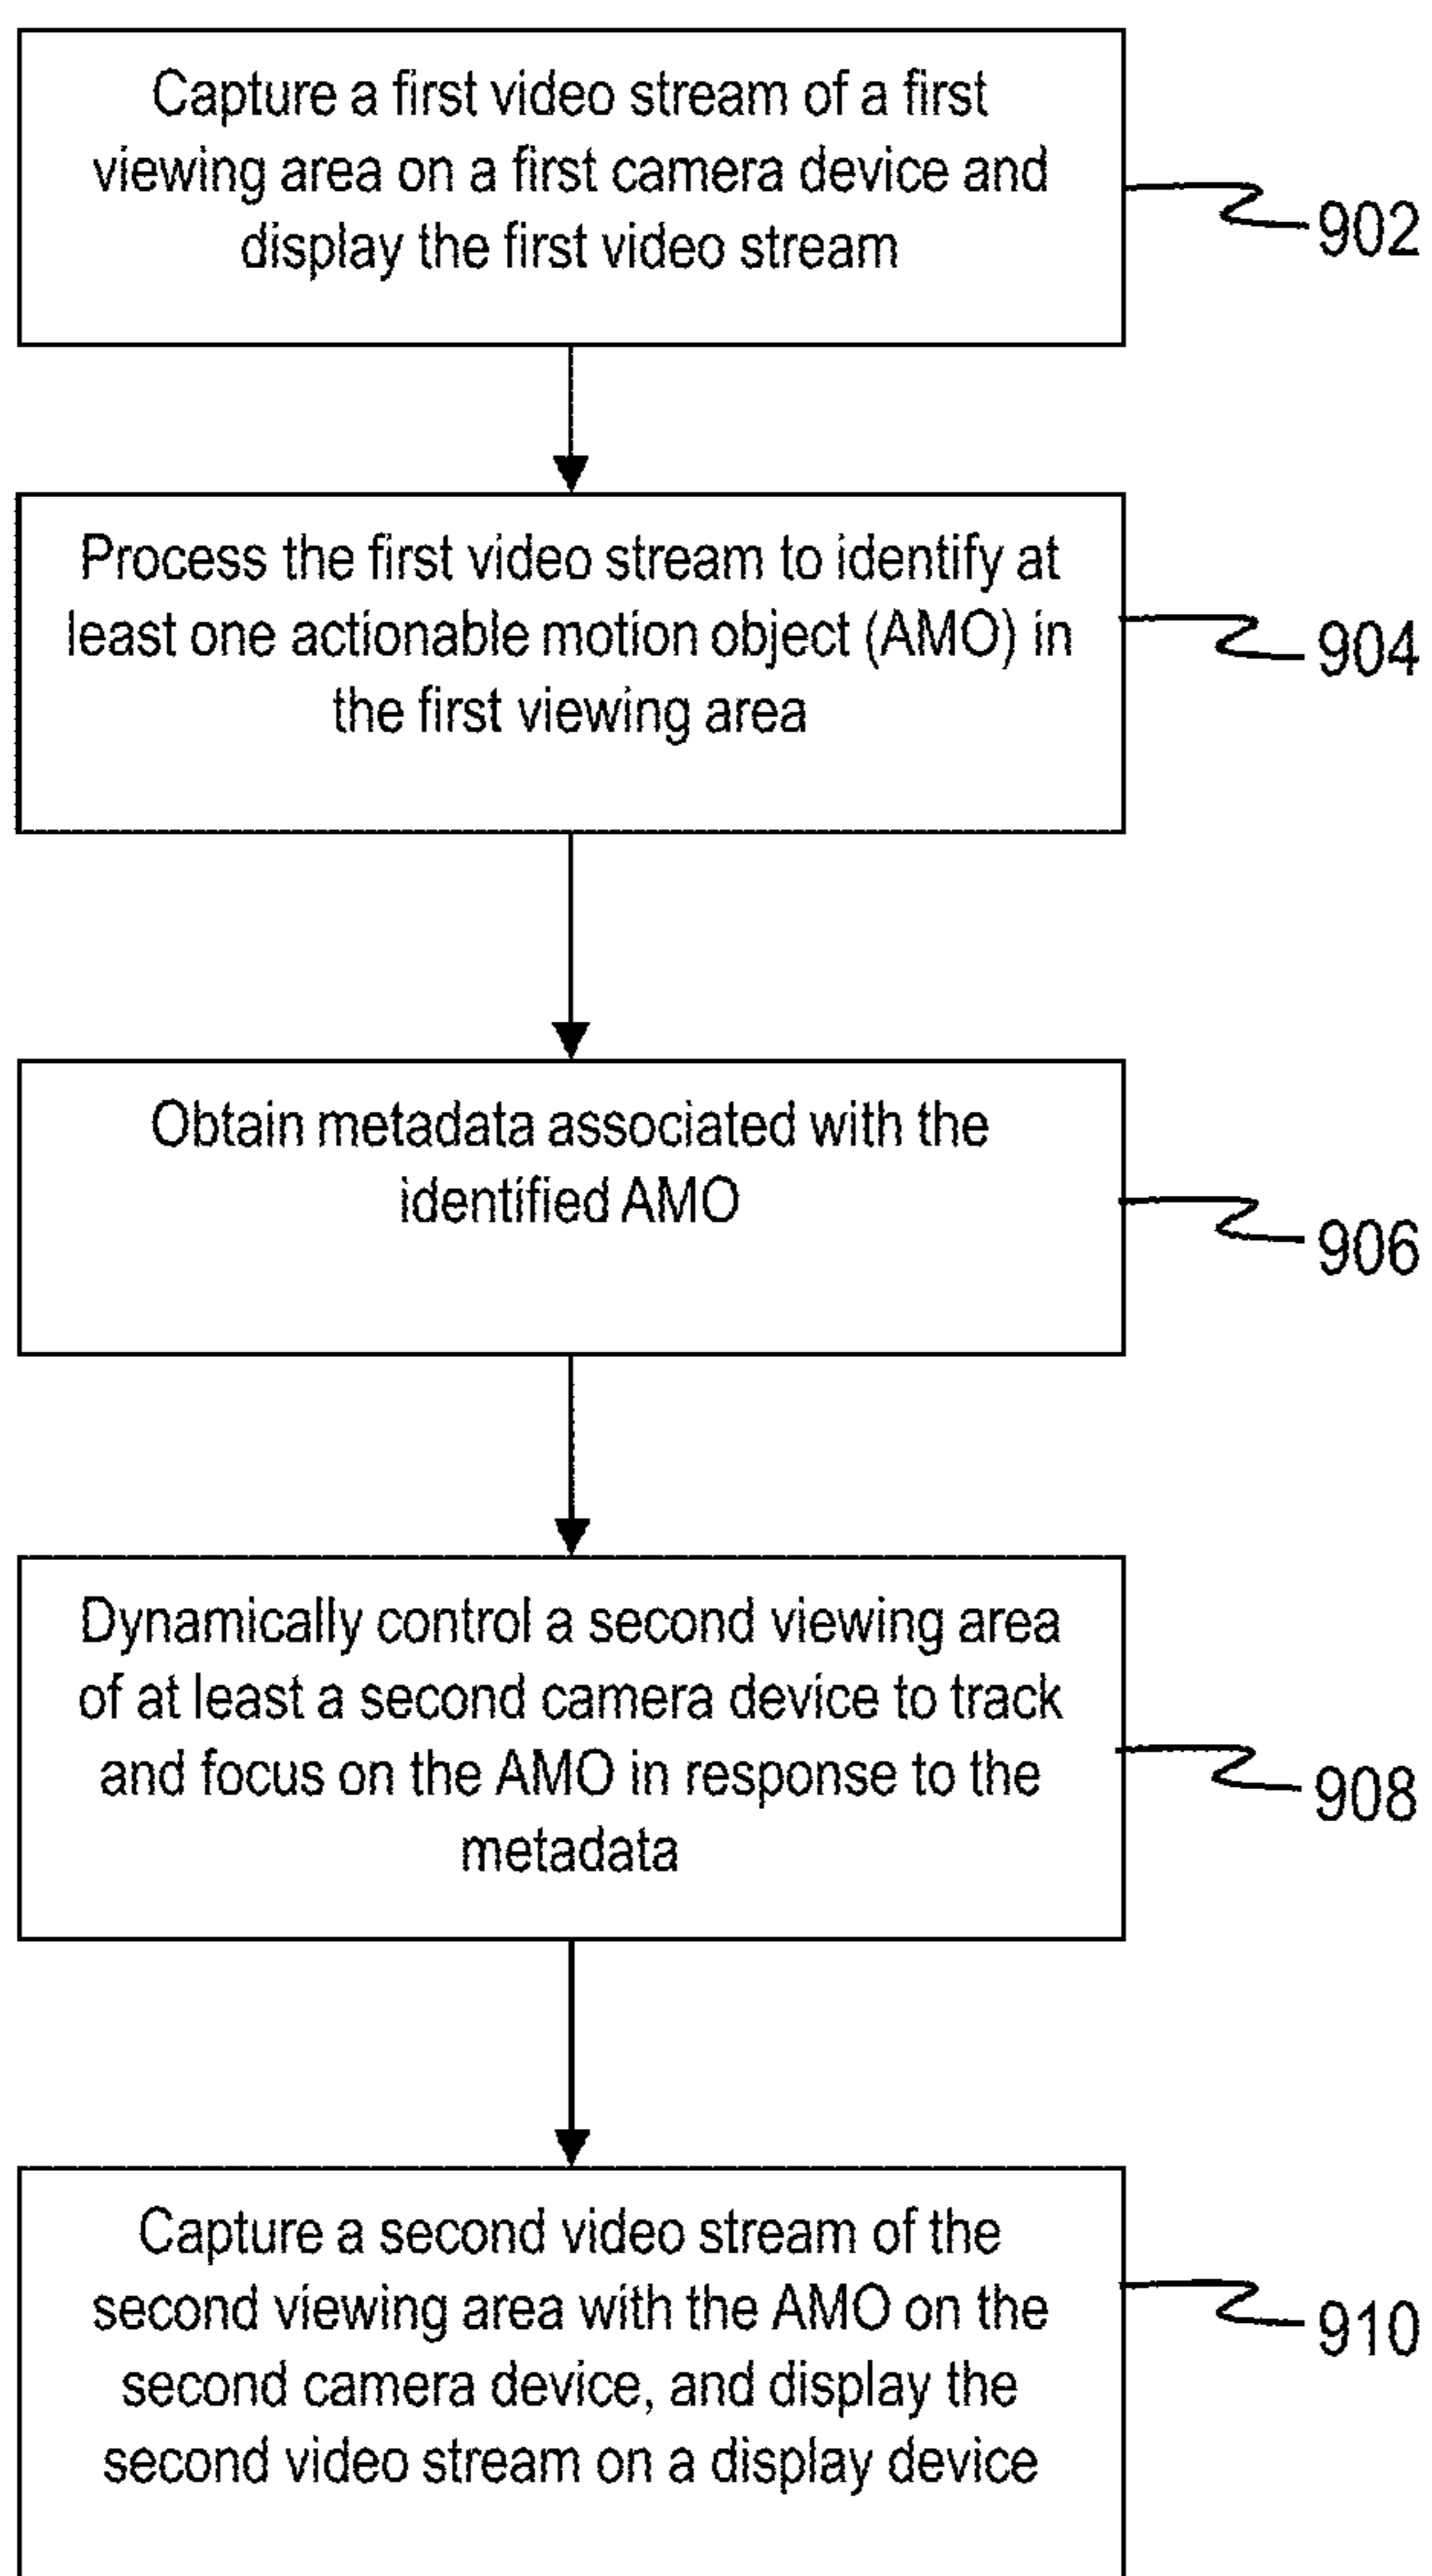 Capture a first video stream of a first
viewing area on a first camera device and
display the first video stream
902
Process the first video stream to identify at
least one actionable motion object (AMO) in
the first viewing area
904
Obtain metadata associated with the
identified AMO
906
Dynamically control a second viewing area
of at least a second camera device to track
and focus on the AMO in response to the
metadata
908
Capture a second video stream of the
second viewing area with the AMO on the
second camera device, and display the
second video stream on a display device
910